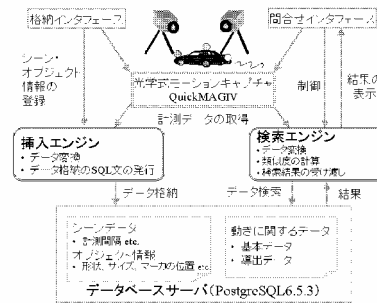 格納インタフェース
問合せインタフェース
シーン・
オブジェクト
情報の
登録
光学式モーションキャプチャ
QuickMAGIV
制御
結果の
表示
計測データの取得
挿入エンジン
・データ変換
・データ格納のSQL文の発行
検索エンジン
・データ変換
・類似度の計算
・検索結果の受け渡し
データ格納
データ検索
結果
シーンデータ
・計測間隔 etc.
オブジェクト情報
・形状、サイズ、マーカの位置 etc.
動きに関するデータ
・基本データ
・導出データ
データベースサーバ(PostgreSQL6.5.3)